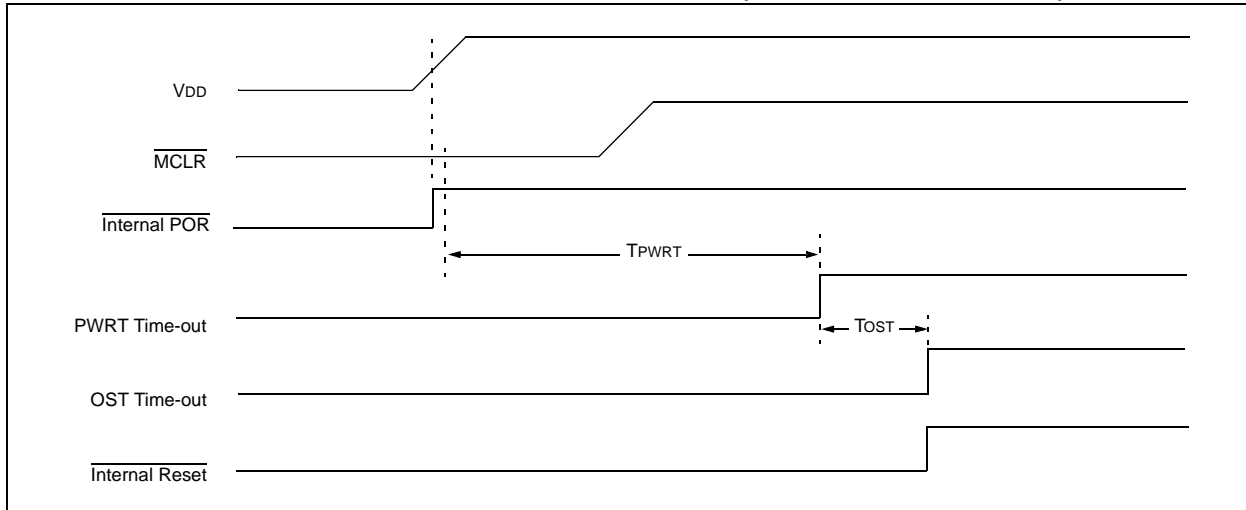 VDD
MCLR
Internal POR
TPWRT
PWRT Time-out
TOST
OST Time-out
Internal Reset